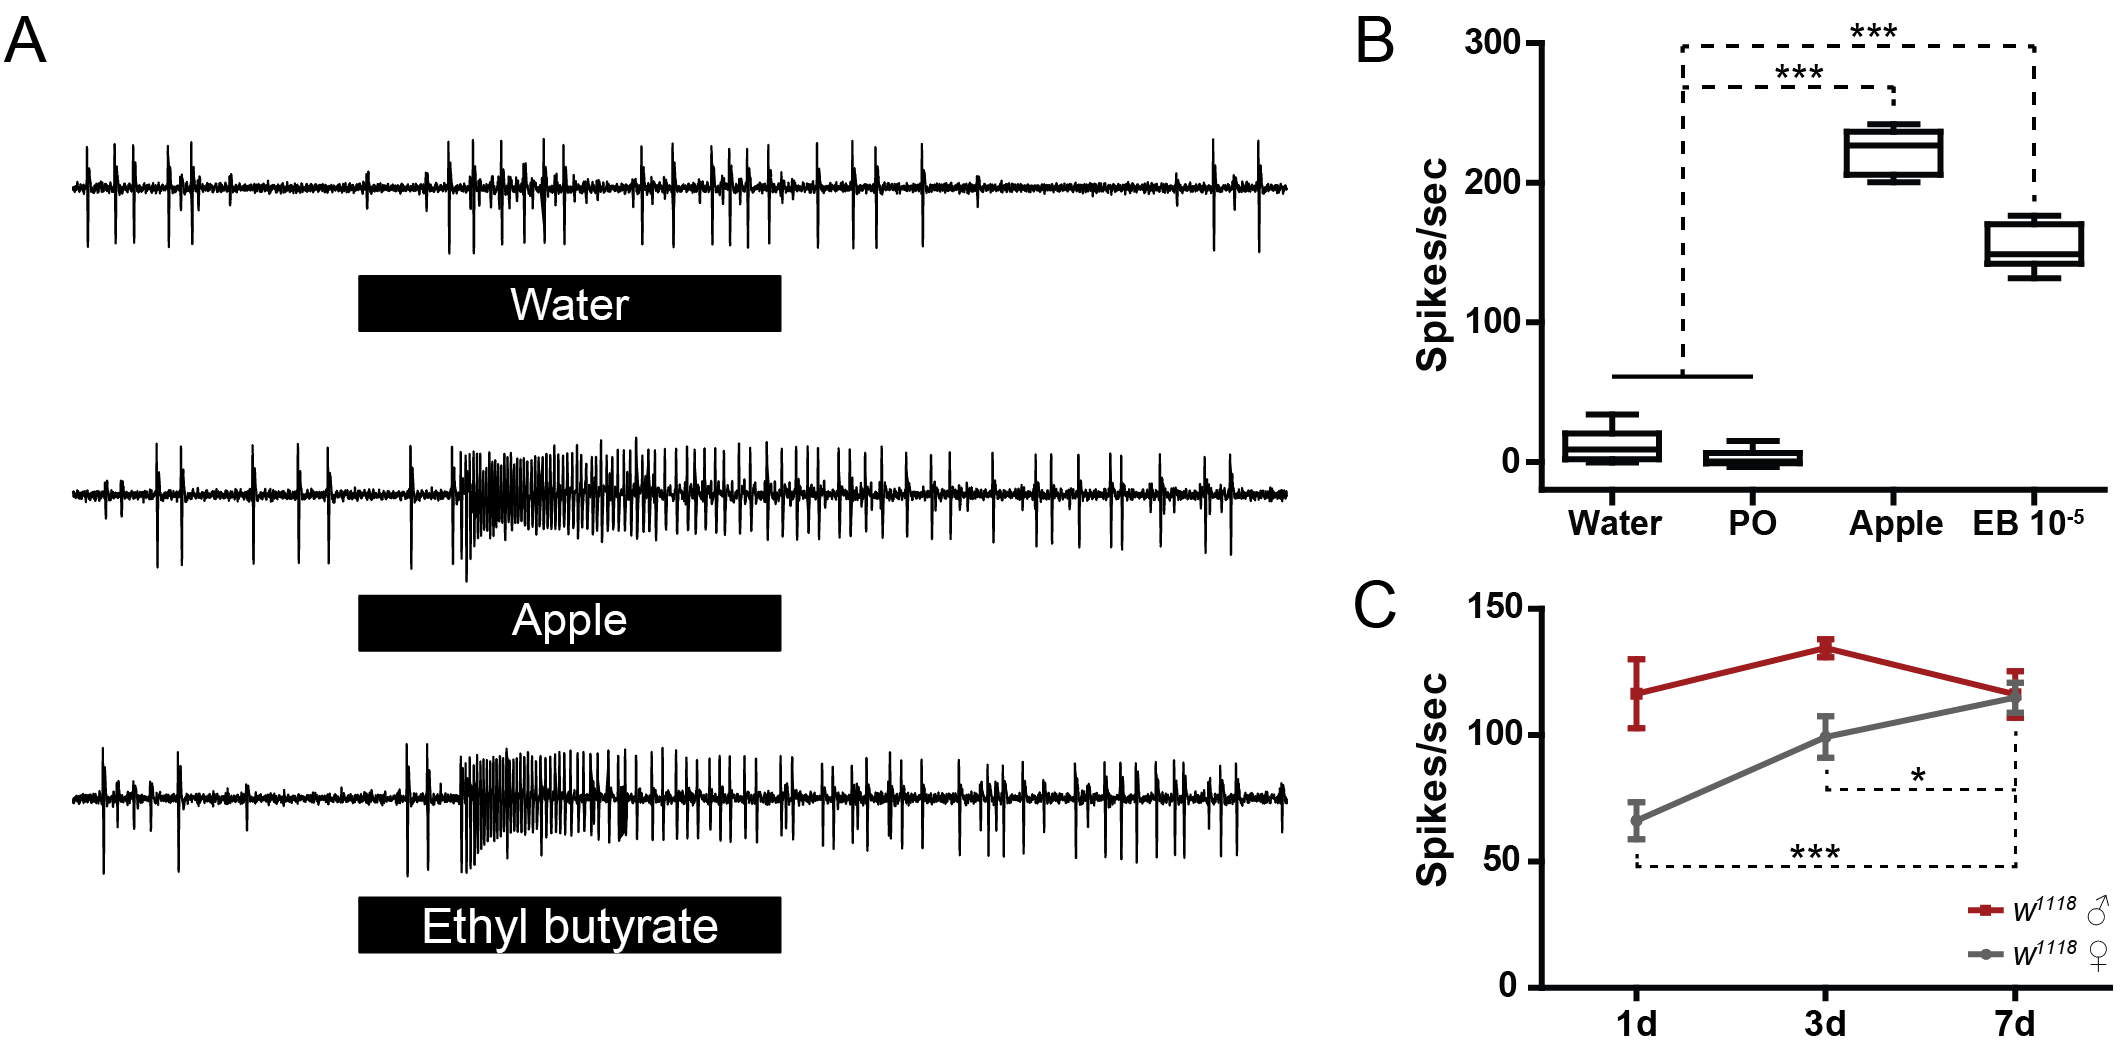 A
Water
Apple
Ethyl butyrate
B
Spikes/sec
300
200
100
0
***
***
Water PO Apple EB 10⁻⁵
C
Spikes/sec
150
100
50
0
*
***
w¹¹¹⁸ ♂
w¹¹¹⁸ ♀
1d 3d 7d